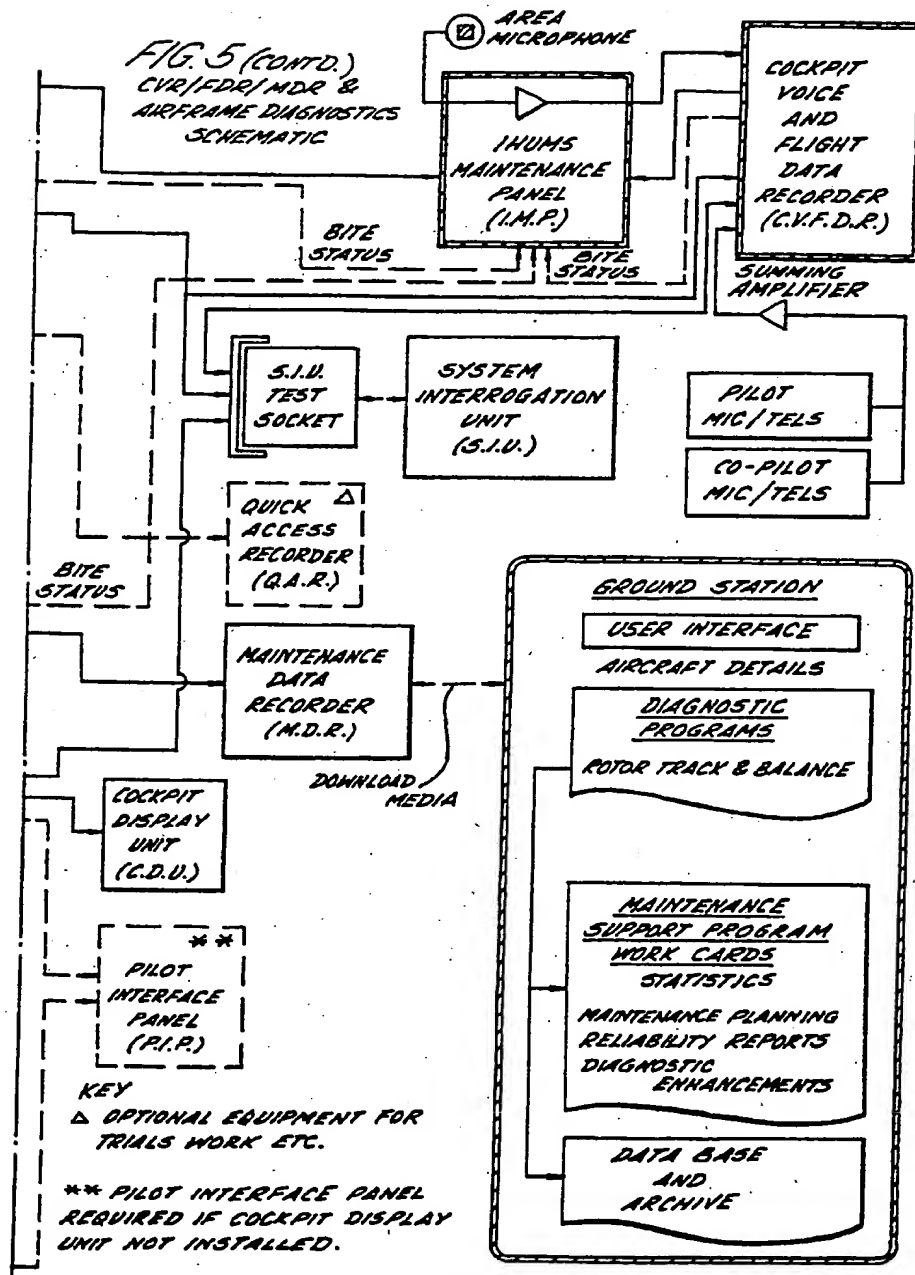 FIG. 5 (CONTD.)
CVR/FDR/MDR &
AIRFRAME DIAGNOSTICS
SCHEMATIC
AREA
MICROPHONE
IHUMS
MAINTENANCE
PANEL
(I.M.P.)
COCKPIT
VOICE
AND
FLIGHT
DATA
RECORDER
(C.V.F.D.R.)
BITE
STATUS
BITE
STATUS
SUMMING
AMPLIFIER
S.I.U.
TEST
SOCKET
SYSTEM
INTERROGATION
UNIT
(S.I.U.)
PILOT
MIC/TELS
CO-PILOT
MIC/TELS
QUICK Δ
ACCESS
RECORDER
(Q.A.R.)
BITE
STATUS
MAINTENANCE
DATA
RECORDER
(M.D.R.)
DOWNLOAD
MEDIA
COCKPIT
DISPLAY
UNIT
(C.D.U.)
**
PILOT
INTERFACE
PANEL
(P.I.P.)
KEY
Δ OPTIONAL EQUIPMENT FOR
TRIALS WORK ETC.
** PILOT INTERFACE PANEL
REQUIRED IF COCKPIT DISPLAY
UNIT NOT INSTALLED.
GROUND STATION
USER INTERFACE
AIRCRAFT DETAILS
DIAGNOSTIC
PROGRAMS
ROTOR TRACK & BALANCE
MAINTENANCE
SUPPORT PROGRAM
WORK CARDS
STATISTICS
MAINTENANCE PLANNING
RELIABILITY REPORTS
DIAGNOSTIC
ENHANCEMENTS
DATA BASE
AND
ARCHIVE